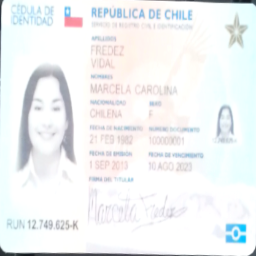 CÉDULA DE IDENTIDAD
REPÚBLICA DE CHILE
SERVICIO DE REGISTRO CIVIL E IDENTIFICACIÓN
APELLIDOS
FREDEZ
VIDAL
NOMBRES
MARCELA CAROLINA
NACIONALIDAD SEXO
CHILENA F
FECHA DE NACIMIENTO NÚMERO DOCUMENTO
21 FEB 1982 100000001
FECHA DE EMISIÓN FECHA DE VENCIMIENTO
1 SEP 2013 10 AGO 2023
FIRMA DEL TITULAR
RUN 12.749.625-K